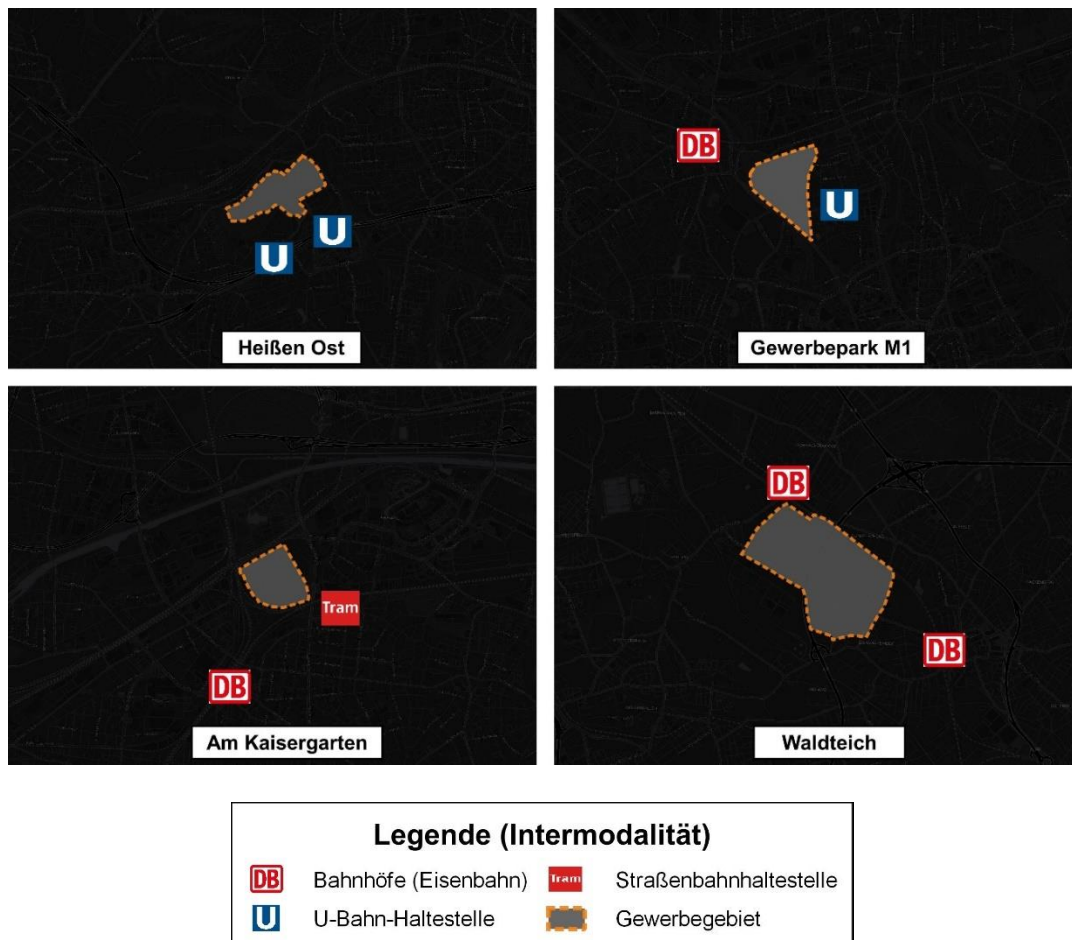 DB
U
U
U
Heißen Ost
Gewerbepark M1
DB
Tram
DB
DB
Am Kaisergarten
Waldteich
Legende (Intermodalität)
DB Bahnhöfe (Eisenbahn) Tram Straßenbahnhaltestelle
U U-Bahn-Haltestelle Gewerbegebiet